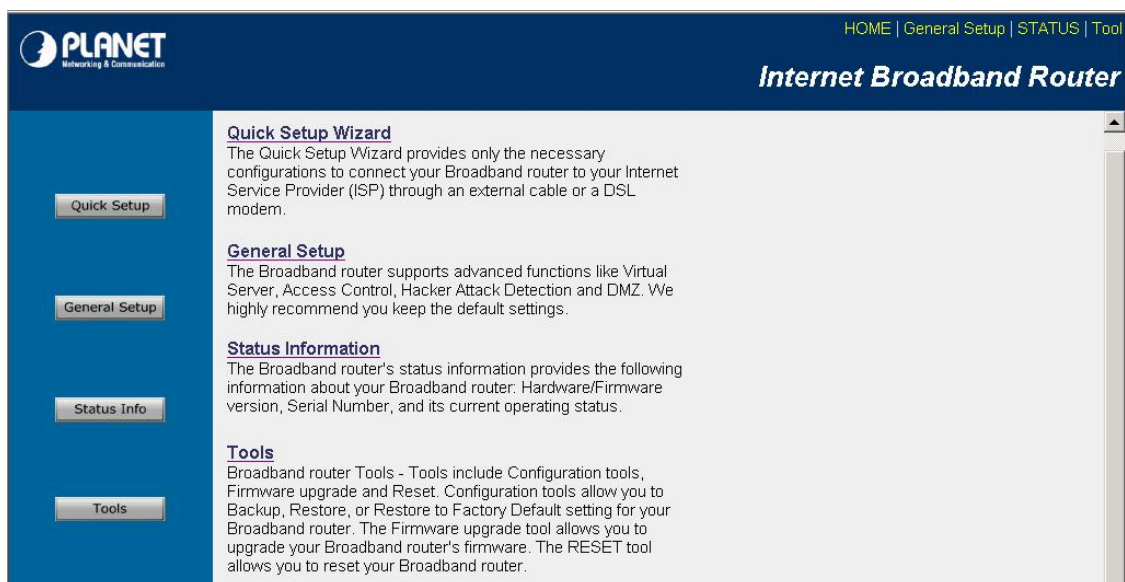 PLANET
Networking & Communication
HOME | General Setup | STATUS | Tool
Internet Broadband Router
Quick Setup
General Setup
Status Info
Tools
Quick Setup Wizard
The Quick Setup Wizard provides only the necessary
configurations to connect your Broadband router to your Internet
Service Provider (ISP) through an external cable or a DSL
modem.
General Setup
The Broadband router supports advanced functions like Virtual
Server, Access Control, Hacker Attack Detection and DMZ. We
highly recommend you keep the default settings.
Status Information
The Broadband router's status information provides the following
information about your Broadband router: Hardware/Firmware
version, Serial Number, and its current operating status.
Tools
Broadband router Tools - Tools include Configuration tools,
Firmware upgrade and Reset. Configuration tools allow you to
Backup, Restore, or Restore to Factory Default setting for your
Broadband router. The Firmware upgrade tool allows you to
upgrade your Broadband router's firmware. The RESET tool
allows you to reset your Broadband router.